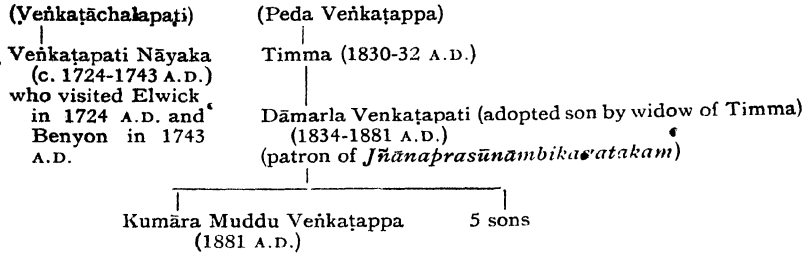 (Veṅkaṭāchalapati) (Peda Veṅkaṭappa)
Veṅkaṭapati Nāyaka Timma (1830-32 A.D.)
(c. 1724-1743 A.D.)
who visited Elwick
in 1724 A.D. and Dāmarla Venkaṭapati (adopted son by widow of Timma)
Benyon in 1743 (1834-1881 A.D.)
A.D. (patron of Jñānaprasūnāmbikaśatakam)
Kumāra Muddu Veṅkaṭappa 5 sons
(1881 A.D.)